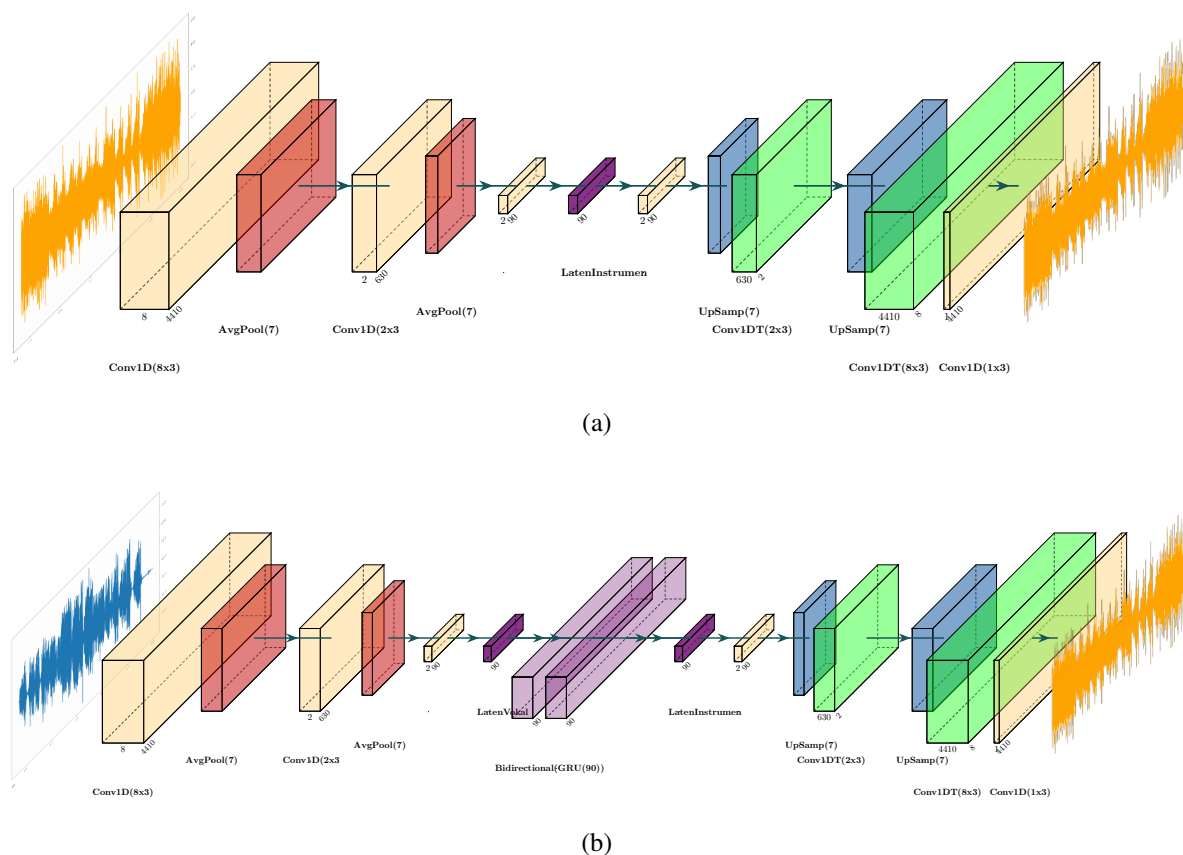 2 90
90
2 90
2 630
630 2
8 4410
4410 8 1 4410
LatenInstrumen
AvgPool(7) UpSamp(7)
AvgPool(7) Conv1D(2x3 Conv1DT(2x3) UpSamp(7)
Conv1D(8x3) Conv1DT(8x3) Conv1D(1x3)
(a)
2 90
90
90
2 90
2 630
90
90
630 2
LatenVokal LatenInstrumen
8 4410
4410 8 1 4410
AvgPool(7) UpSamp(7)
AvgPool(7) Conv1D(2x3 Conv1DT(2x3) UpSamp(7)
Bidirectional(GRU(90))
Conv1D(8x3) Conv1DT(8x3) Conv1D(1x3)
(b)